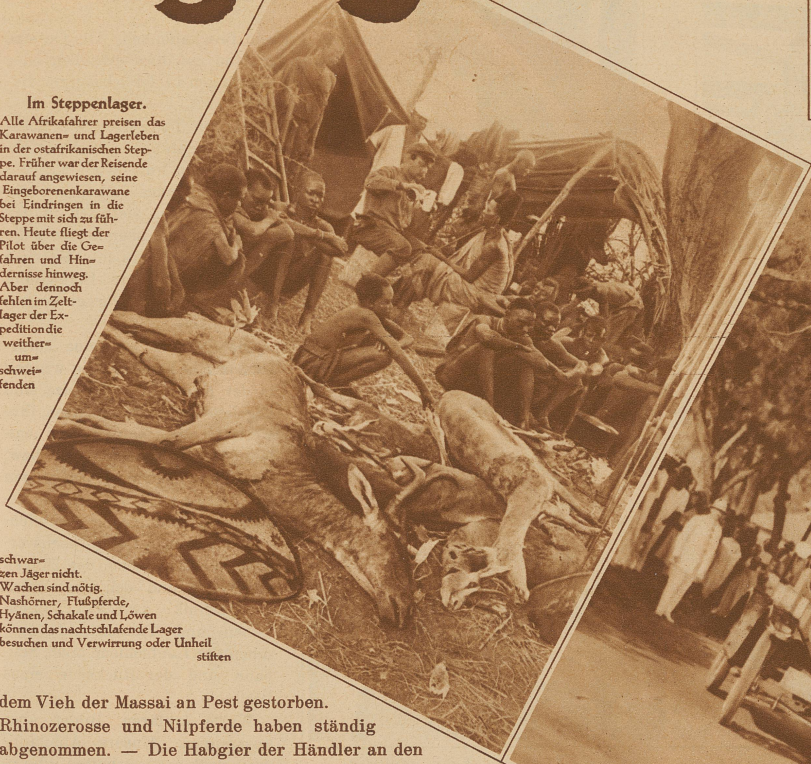 Im Steppenlager.
Alle Afrikafahrer preisen das
Karawanen= und Lagerleben
in der ostafrikanischen Step=
pe. Früher war der Reisende
darauf angewiesen, seine
Eingeborenenkarawane
bei Eindringen in die
Steppe mit sich zu füh=
ren. Heute fliegt der
Pilot über die Ge=
fahren und Hin=
dernisse hinweg.
Aber dennoch
fehlen im Zelt=
lager der Ex=
pedition die
weither=
um=
schwei=
fenden
schwar=
zen Jäger nicht.
Wachen sind nötig.
Nashörner, Flußpferde,
Hyänen, Schakale und Löwen
können das nachtschlafende Lager
besuchen und Verwirrung oder Unheil
stiften
dem Vieh der Massai an Pest gestorben.
Rhinozerosse und Nilpferde haben ständig
abgenommen. — Die Habgier der Händler an den